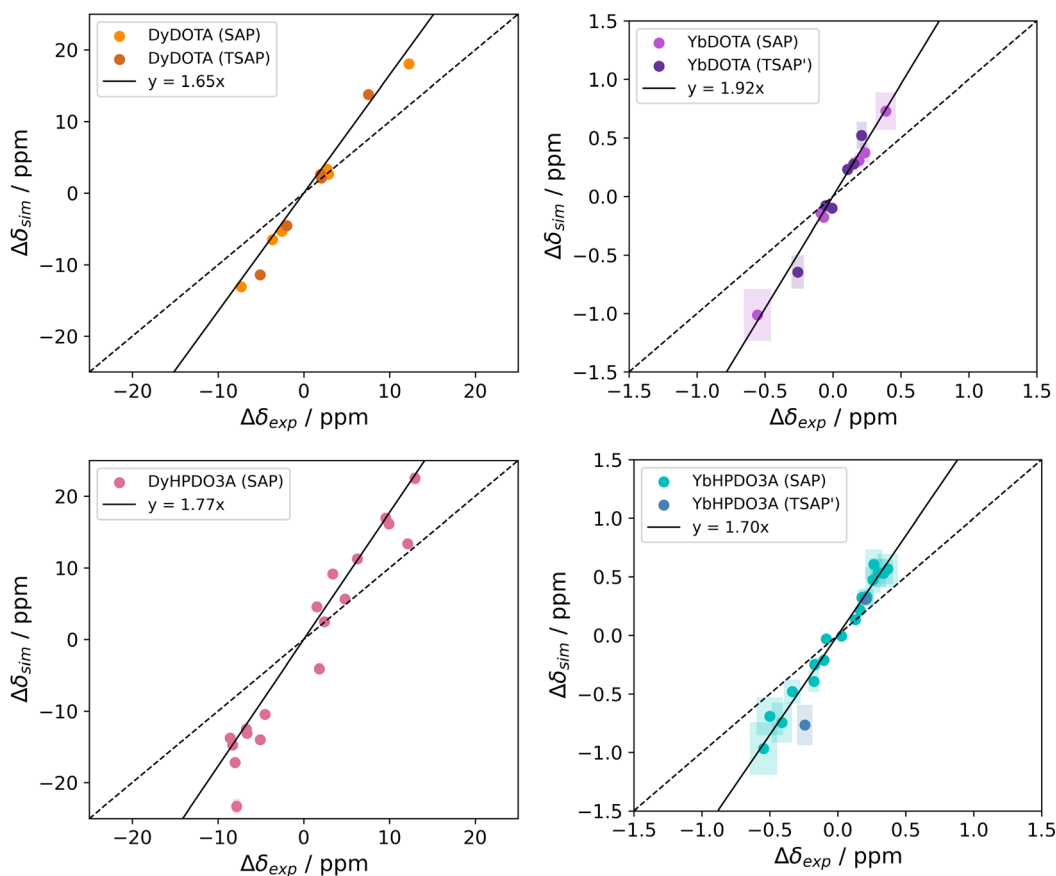 DyDOTA (SAP)
DyDOTA (TSAP)
y = 1.65x
20
10
0
−10
−20
Δδsim / ppm
−20 −10 0 10 20
Δδexp / ppm
YbDOTA (SAP)
YbDOTA (TSAP')
y = 1.92x
1.5
1.0
0.5
0.0
−0.5
−1.0
−1.5
Δδsim / ppm
−1.5 −1.0 −0.5 0.0 0.5 1.0 1.5
Δδexp / ppm
DyHPDO3A (SAP)
y = 1.77x
20
10
0
−10
−20
Δδsim / ppm
−20 −10 0 10 20
Δδexp / ppm
YbHPDO3A (SAP)
YbHPDO3A (TSAP')
y = 1.70x
1.5
1.0
0.5
0.0
−0.5
−1.0
−1.5
Δδsim / ppm
−1.5 −1.0 −0.5 0.0 0.5 1.0 1.5
Δδexp / ppm